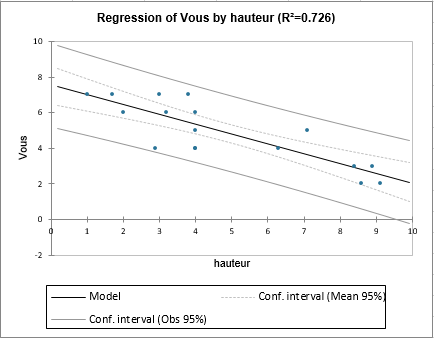 Regression of Vous by hauteur (R²=0.726)
10
8
6
4
2
0
-2
Vous
0 1 2 3 4 5 6 7 8 9 10
hauteur
Model Conf. interval (Mean 95%)
Conf. interval (Obs 95%)